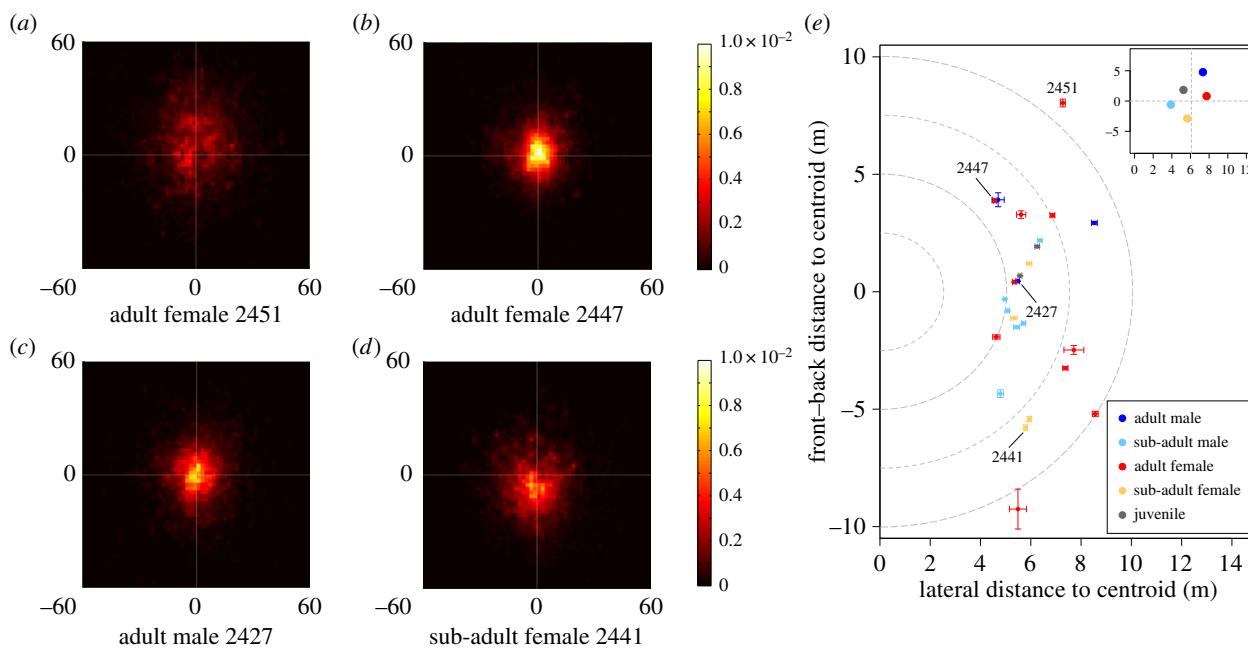 (a)
60
0
−60
0
60
adult female 2451
(b)
60
0
−60
0
60
adult female 2447
1.0 × 10−2
0.8
0.6
0.4
0.2
0
(c)
60
0
−60
0
60
adult male 2427
(d)
60
0
−60
0
60
sub-adult female 2441
1.0 × 10−2
0.8
0.6
0.4
0.2
0
(e)
10
5
0
−5
−10
front–back distance to centroid (m)
0 2 4 6 8 10 12 14
lateral distance to centroid (m)
2451
2447
2427
2441
5
0
−5
0 2 4 6 8 10 12
adult male
sub-adult male
adult female
sub-adult female
juvenile